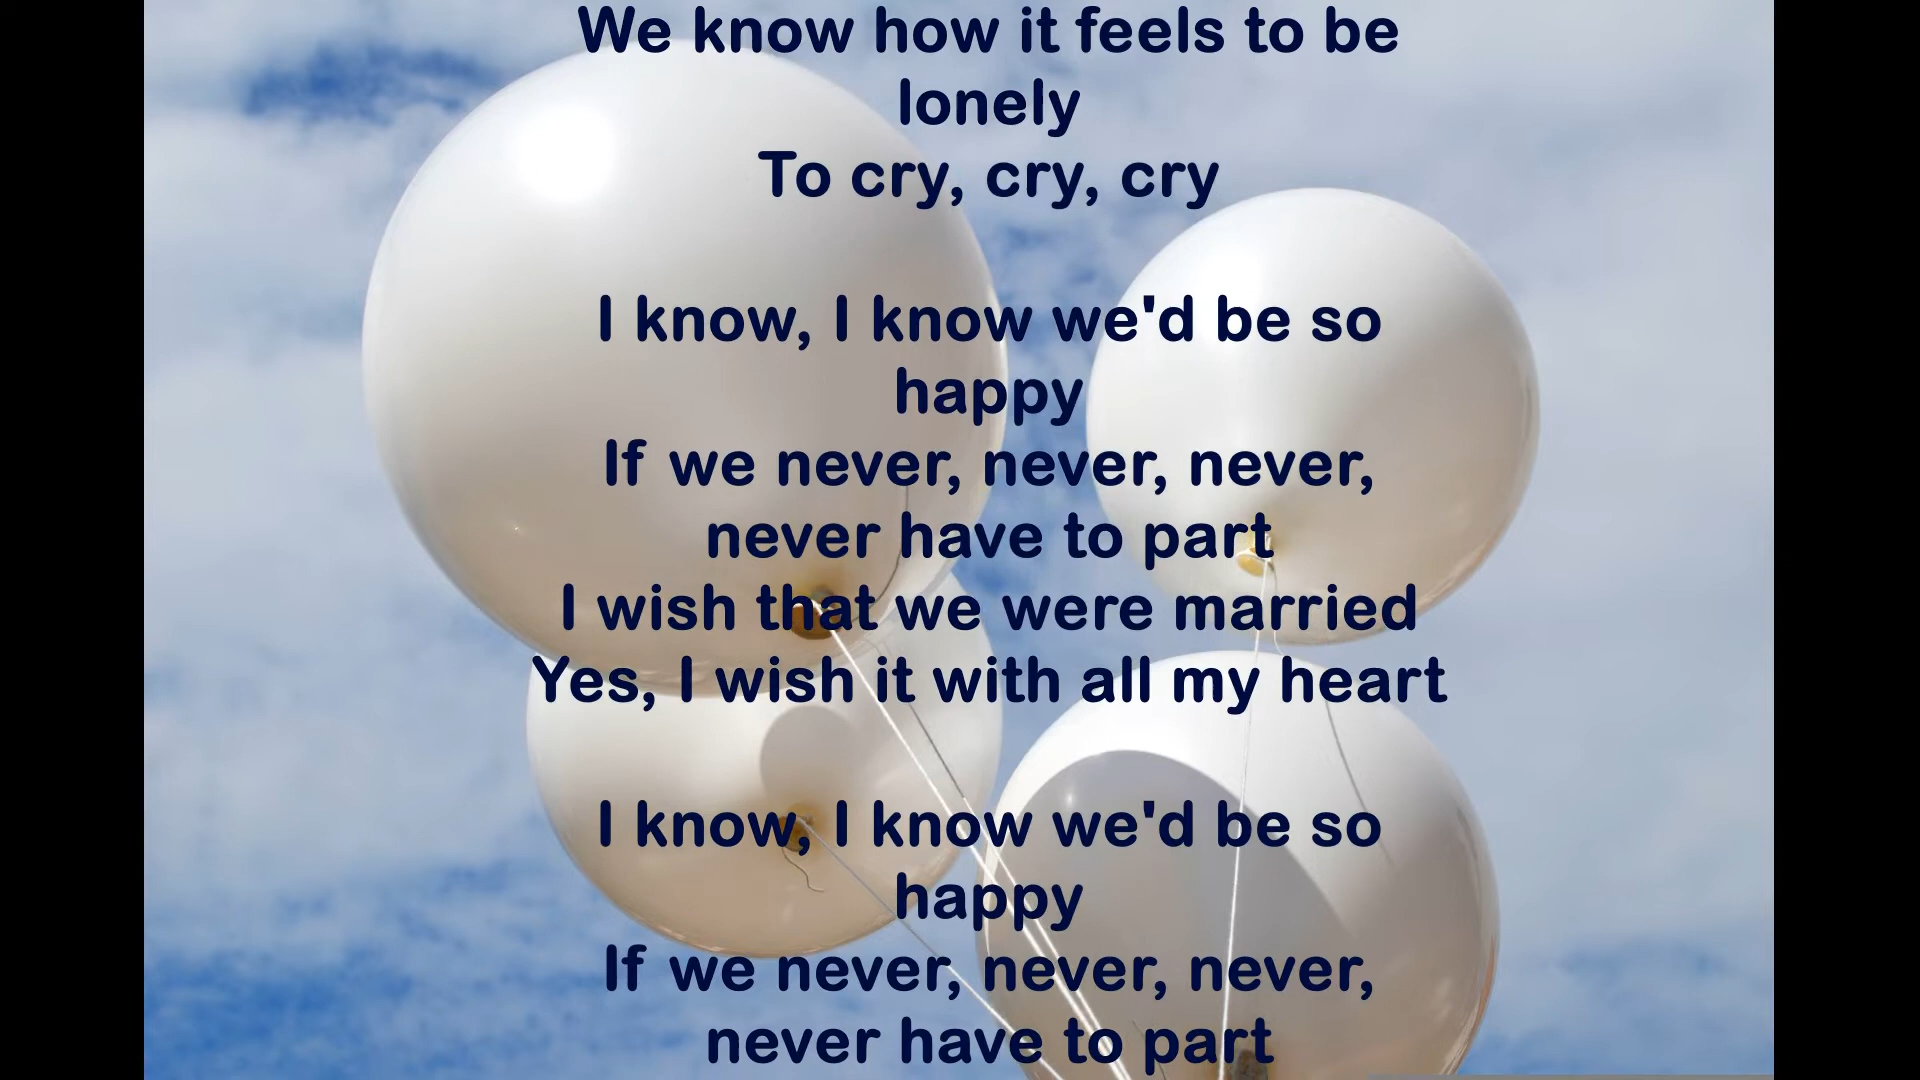 We know how it feels to be
lonely
To cry, cry, cry
I know, I know we'd be so
happy
If we never, never, never,
never have to part
I wish that we were married
Yes, I wish it with all my heart
I know, I know we'd be so
happy
If we never, never, never,
never have to part